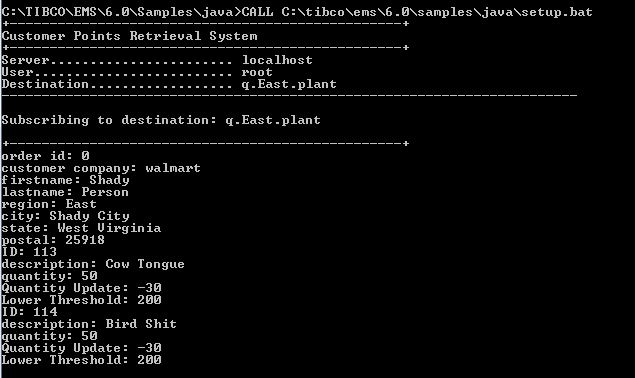 C:\TIBCO\EMS\6.0\Samples\java>CALL C:\tibco\ems\6.0\samples\java\setup.bat
+------------------------------------------------+
Customer Points Retrieval System
+------------------------------------------------+
Server....................... localhost
User......................... root
Destination.................. q.East.plant
------------------------------------------------------------------------
Subscribing to destination: q.East.plant
+------------------------------------------------+
order id: 0
customer company: walmart
firstname: Shady
lastname: Person
region: East
city: Shady City
state: West Virginia
postal: 25918
ID: 113
description: Cow Tongue
quantity: 50
Quantity Update: -30
Lower Threshold: 200
ID: 114
description: Bird Shit
quantity: 50
Quantity Update: -30
Lower Threshold: 200